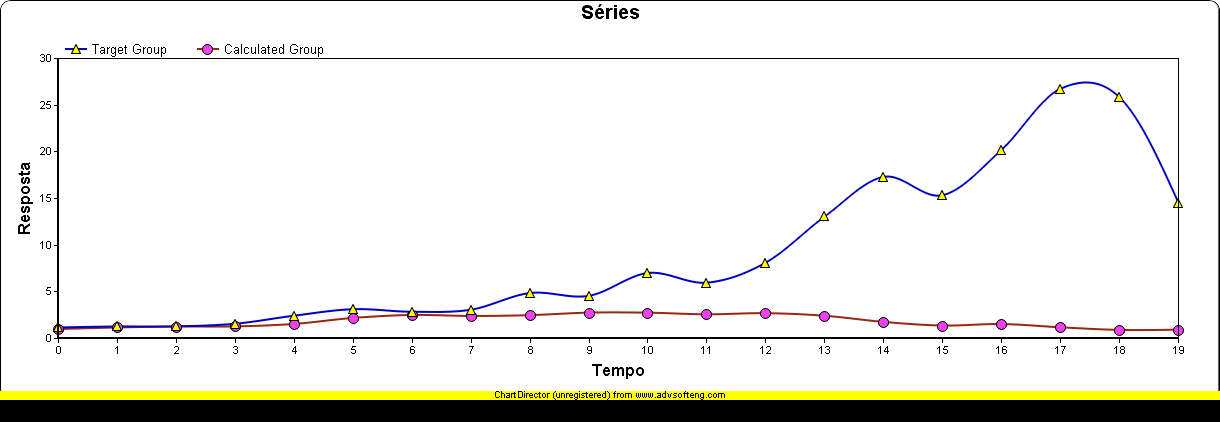 Séries
Target Group Calculated Group
30
25
20
15
10
5
0
Resposta
0 1 2 3 4 5 6 7 8 9 10 11 12 13 14 15 16 17 18 19
Tempo
ChartDirector (unregistered) from www.advsofteng.com